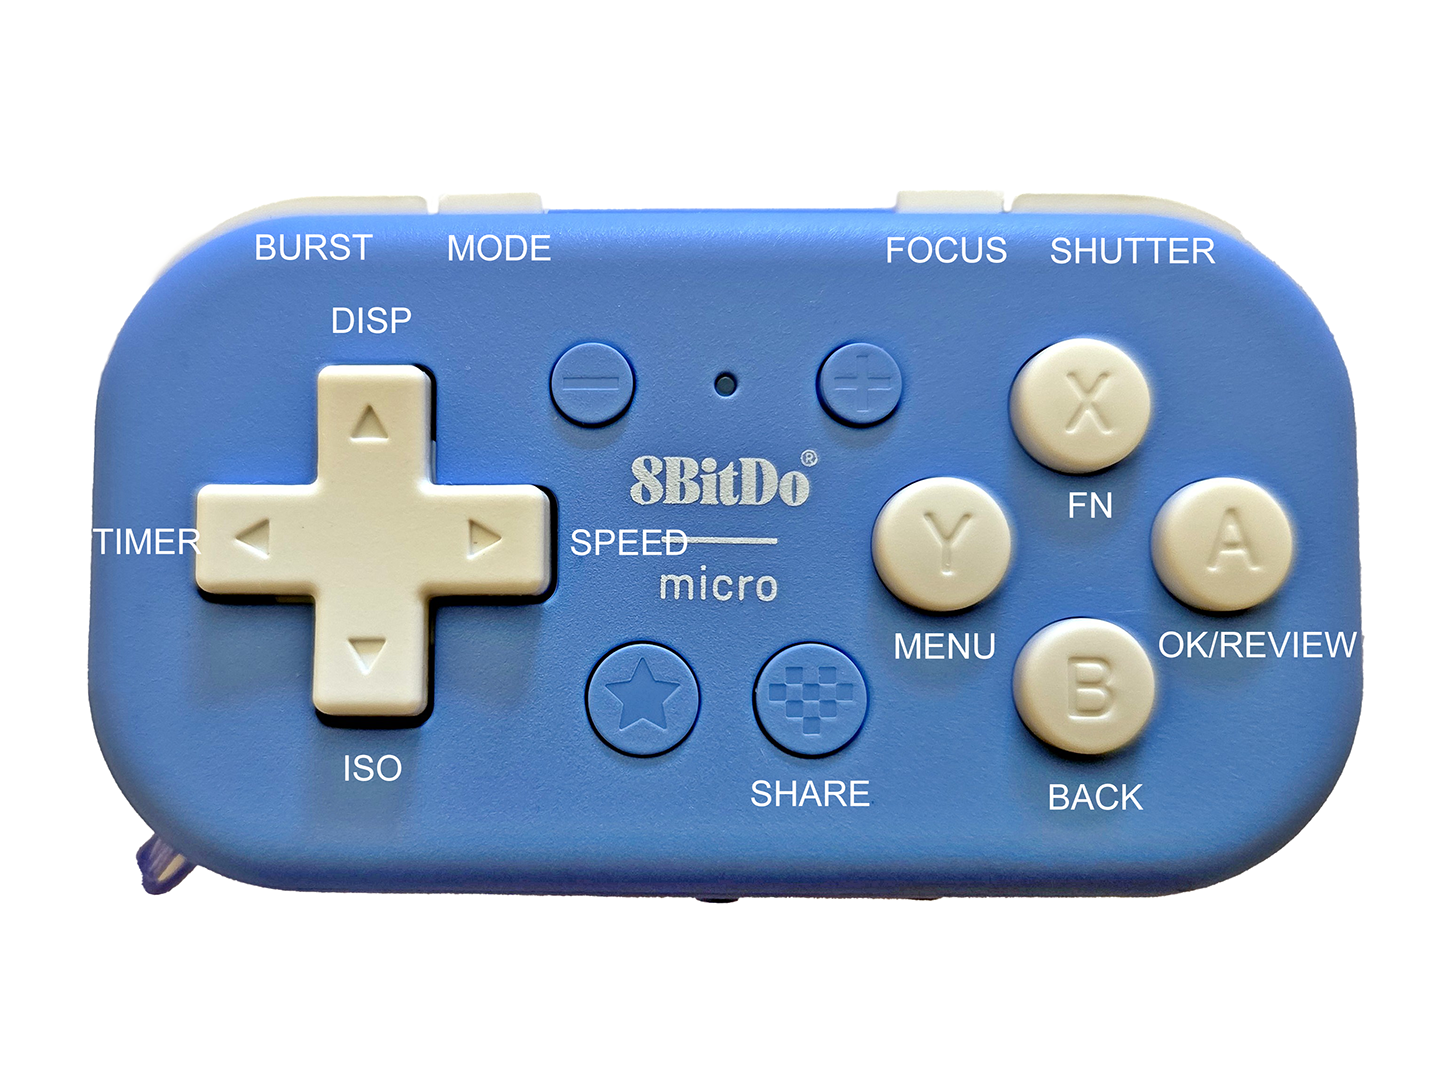 BURST MODE FOCUS SHUTTER
DISP
X
8BitDo®
FN
Y
A
TIMER
SPEED
micro
MENU
OK/REVIEW
B
ISO
SHARE
BACK